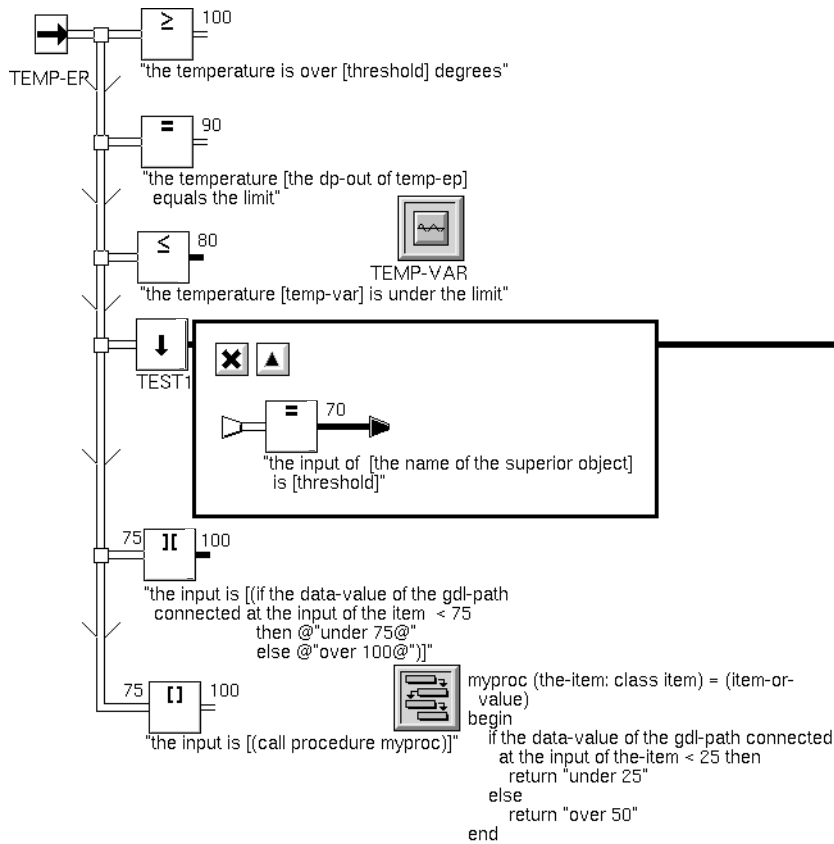 ≥
100
TEMP-EP
"the temperature is over [threshold] degrees"
=
90
"the temperature [the dp-out of temp-ep]
equals the limit"
≤
80
TEMP-VAR
"the temperature [temp-var] is under the limit"
TEST1
=
70
"the input of [the name of the superior object]
is [threshold]"
75
][
100
"the input is [(if the data-value of the gdl-path
connected at the input of the item < 75
then @"under 75@"
else @"over 100@")]"
75
[]
100
"the input is [(call procedure myproc)]"
myproc (the-item: class item) = (item-or-
value)
begin
if the data-value of the gdl-path connected
at the input of the-item < 25 then
return "under 25"
else
return "over 50"
end